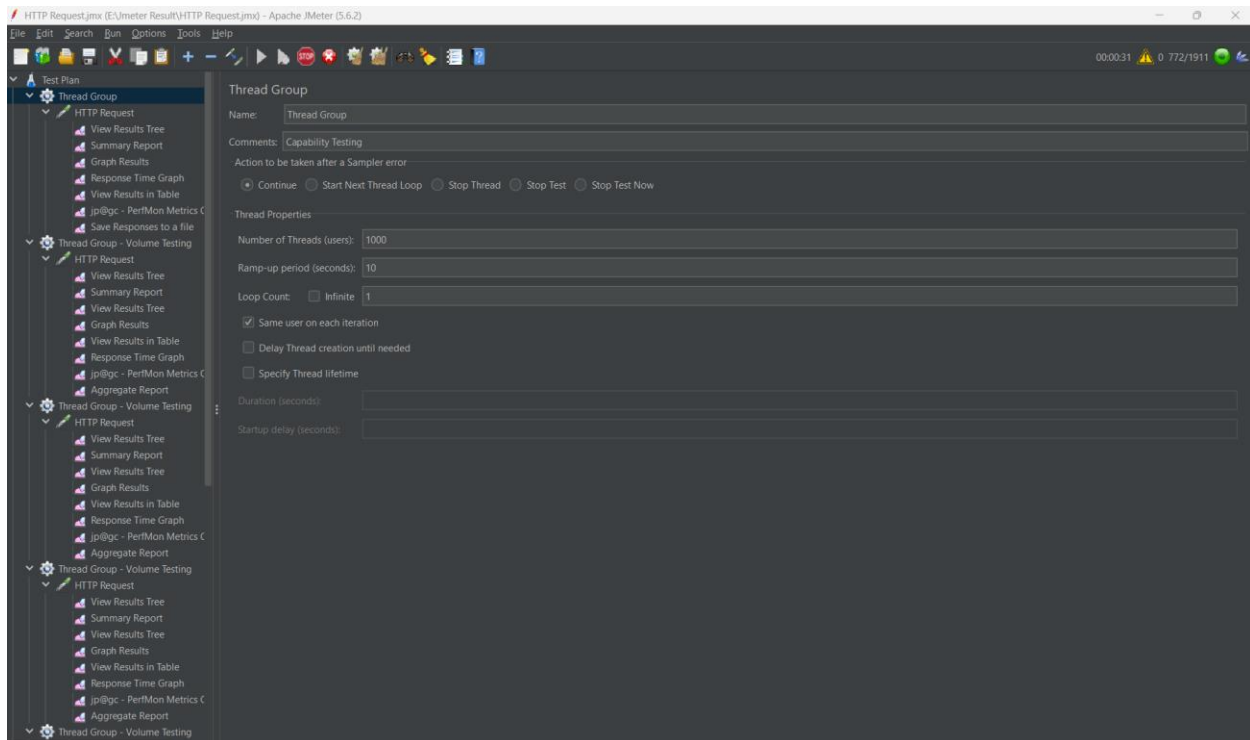 HTTP Request.jmx (E:\Jmeter Result\HTTP Request.jmx) - Apache JMeter (5.6.2)
File Edit Search Run Options Tools Help
STOP
00:00:31 0 772/1911
Test Plan
Thread Group
HTTP Request
View Results Tree
Summary Report
Graph Results
Response Time Graph
View Results in Table
jp@gc - PerfMon Metrics C
Save Responses to a file
Thread Group - Volume Testing
HTTP Request
View Results Tree
Summary Report
View Results Tree
Graph Results
View Results in Table
Response Time Graph
jp@gc - PerfMon Metrics C
Aggregate Report
Thread Group - Volume Testing
HTTP Request
View Results Tree
Summary Report
View Results Tree
Graph Results
View Results in Table
Response Time Graph
jp@gc - PerfMon Metrics C
Aggregate Report
Thread Group - Volume Testing
HTTP Request
View Results Tree
Summary Report
View Results Tree
Graph Results
View Results in Table
Response Time Graph
jp@gc - PerfMon Metrics C
Aggregate Report
Thread Group - Volume Testing
Thread Group
Name: Thread Group
Comments: Capability Testing
Action to be taken after a Sampler error
Continue Start Next Thread Loop Stop Thread Stop Test Stop Test Now
Thread Properties
Number of Threads (users): 1000
Ramp-up period (seconds): 10
Loop Count: Infinite 1
Same user on each iteration
Delay Thread creation until needed
Specify Thread lifetime
Duration (seconds):
Startup delay (seconds):